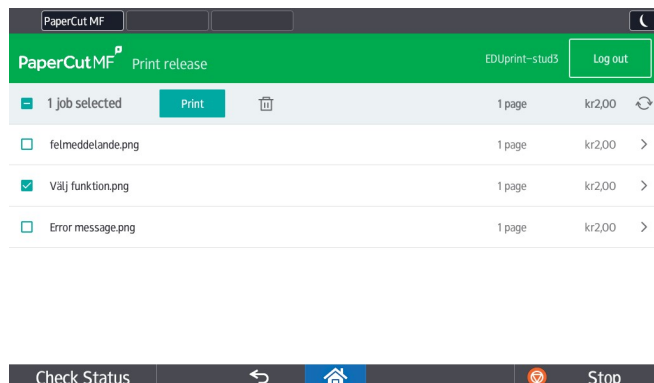 PaperCut MF
PaperCutMF Print release EDUprint-stud3 Log out
1 job selected Print 1 page kr2,00
felmeddelande.png 1 page kr2,00
Välj funktion.png 1 page kr2,00
Error message.png 1 page kr2,00
Check Status Stop